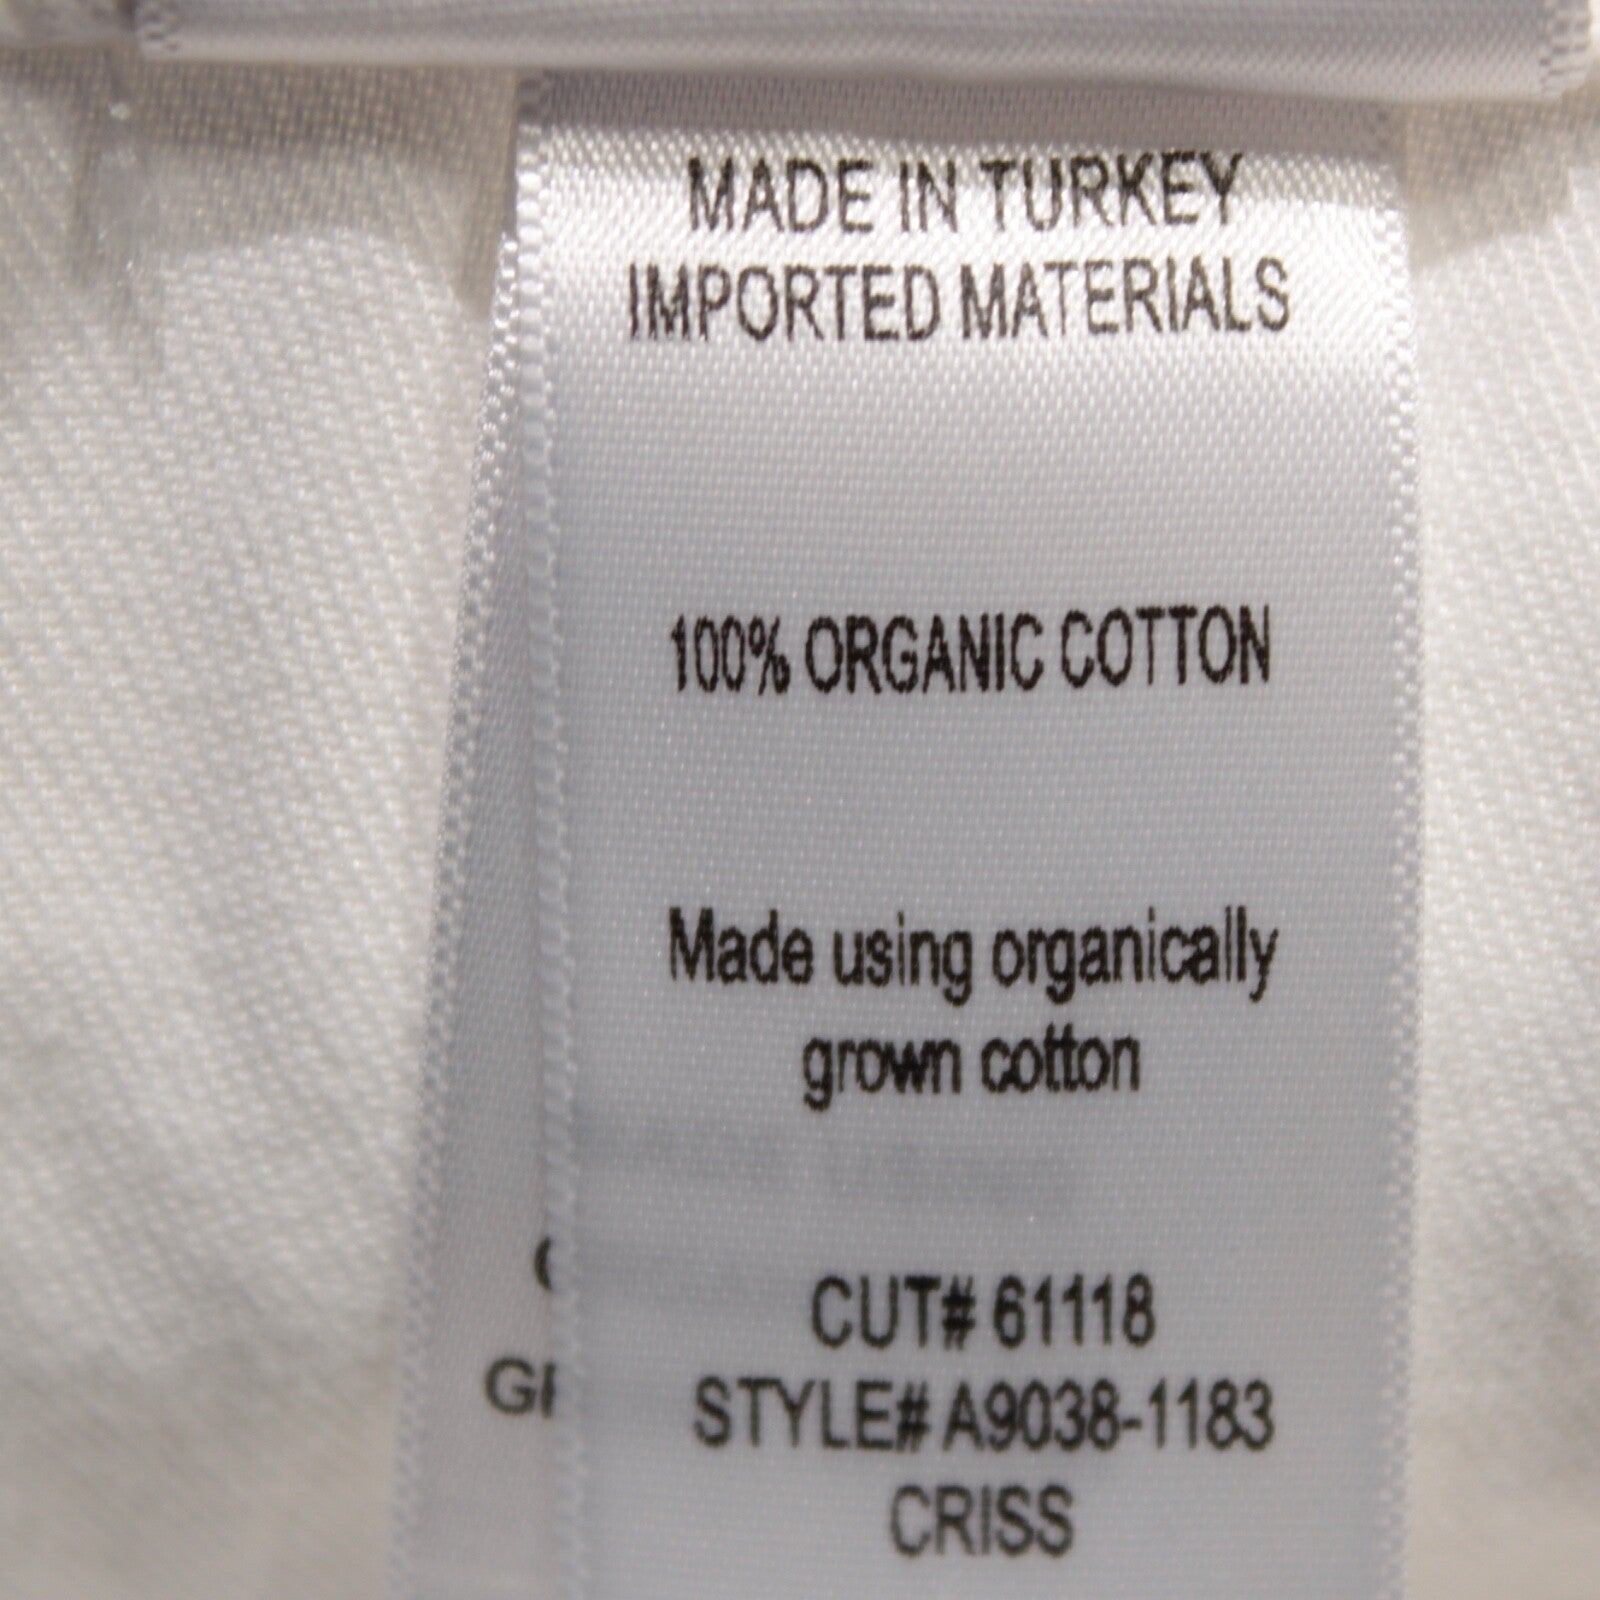 MADE IN TURKEY
IMPORTED MATERIALS
100% ORGANIC COTTON
Made using organically
grown cotton
CUT# 61118
STYLE# A9038-1183
CRISS